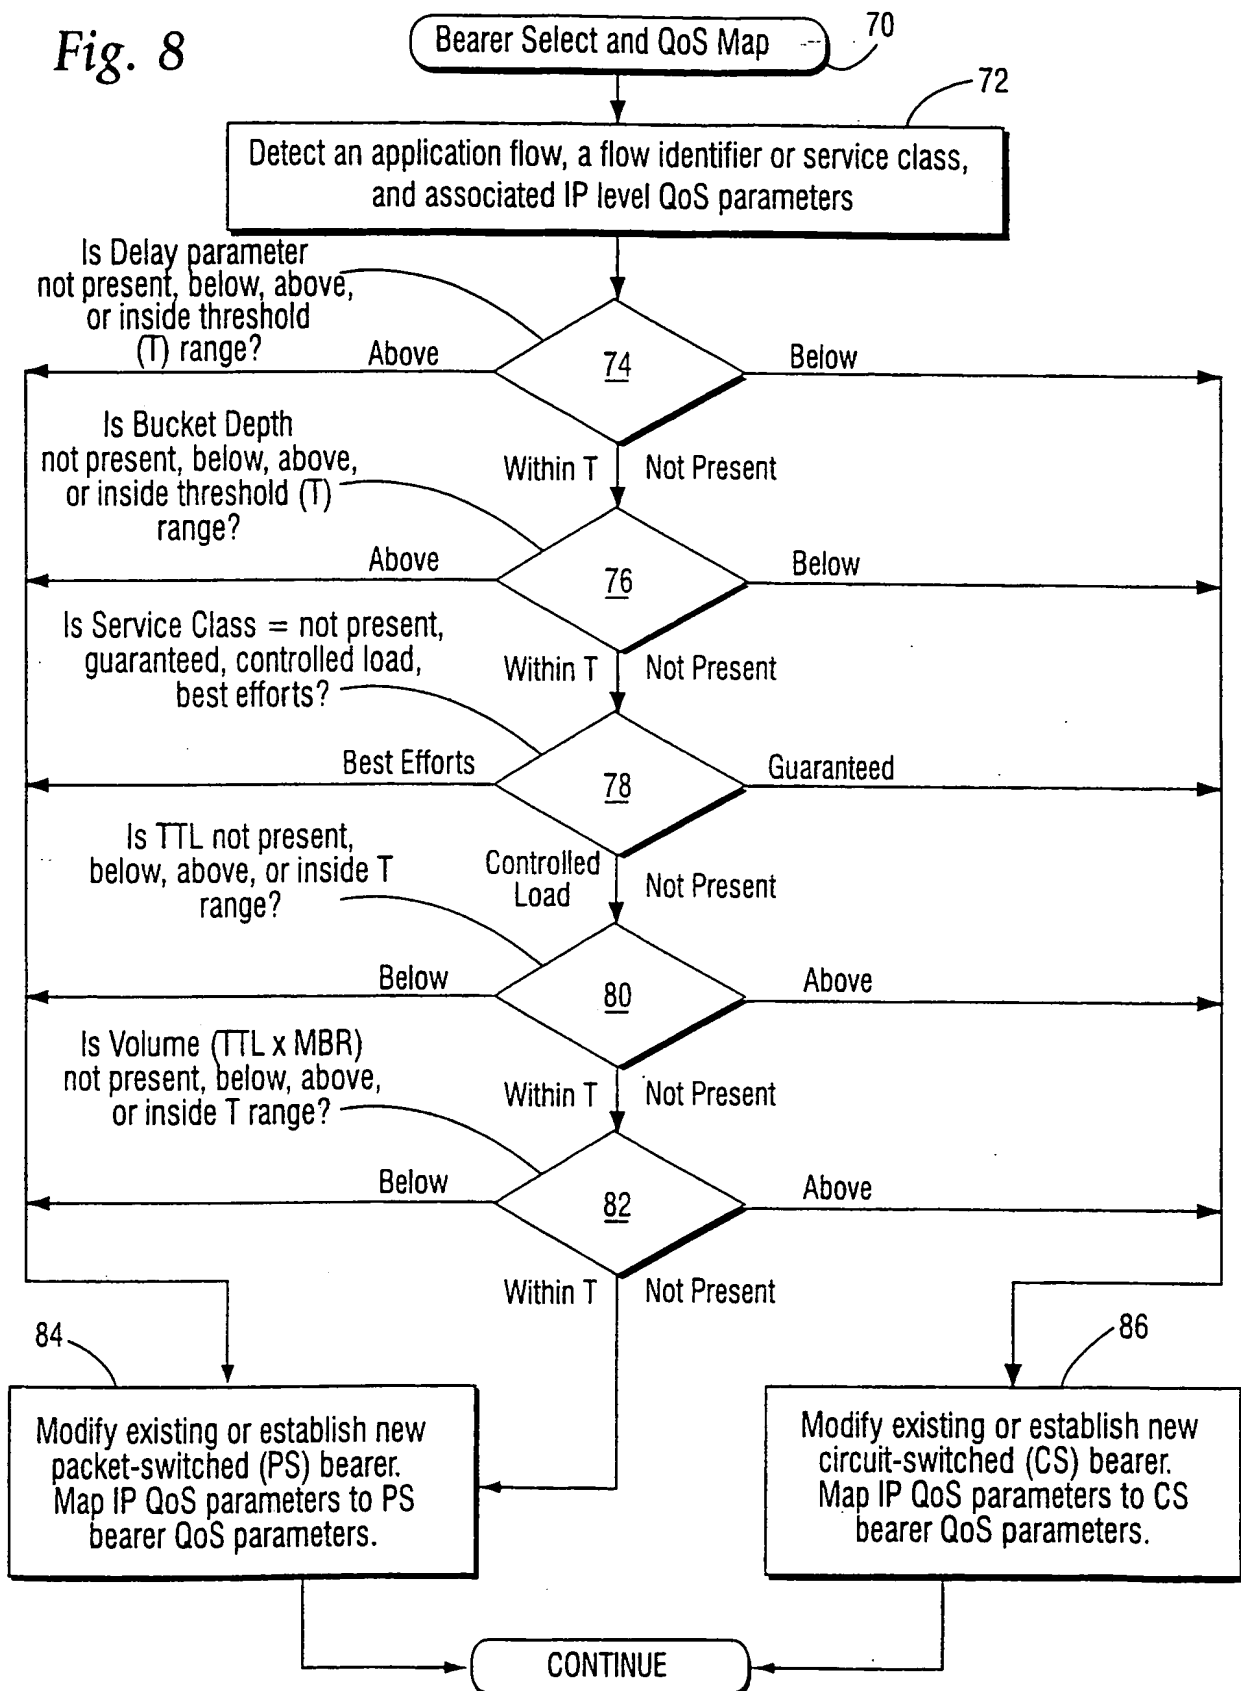 Fig. 8
Bearer Select and QoS Map
70
72
Detect an application flow, a flow identifier or service class,
and associated IP level QoS parameters
Is Delay parameter
not present, below, above,
or inside threshold
(T) range?
Above
74
Below
Within T
Not Present
Is Bucket Depth
not present, below, above,
or inside threshold (T)
range?
Above
76
Below
Within T
Not Present
Is Service Class = not present,
guaranteed, controlled load,
best efforts?
Best Efforts
78
Guaranteed
Controlled
Load
Not Present
Is TTL not present,
below, above, or inside T
range?
Below
80
Above
Within T
Not Present
Is Volume (TTL x MBR)
not present, below, above,
or inside T range?
Below
82
Above
Within T
Not Present
84
Modify existing or establish new
packet-switched (PS) bearer.
Map IP QoS parameters to PS
bearer QoS parameters.
86
Modify existing or establish new
circuit-switched (CS) bearer.
Map IP QoS parameters to CS
bearer QoS parameters.
CONTINUE